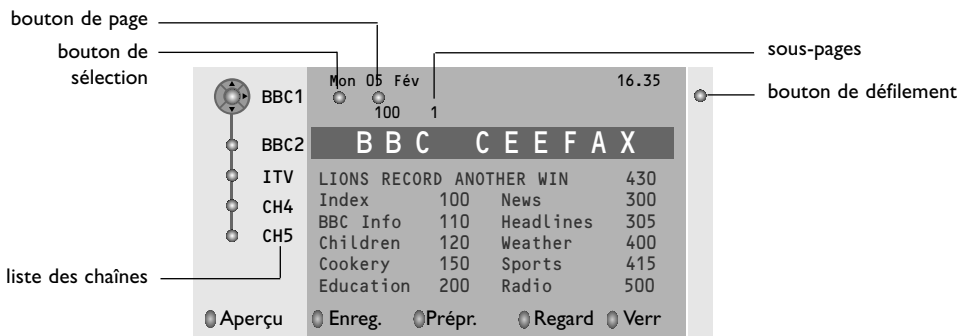 bouton de page
bouton de sélection
sous-pages
bouton de défilement
liste des chaînes
Mon 05 Fév 16.35
100 1
BBC1
BBC2
ITV
CH4
CH5
BBC CEEFAX
LIONS RECORD ANOTHER WIN 430
Index 100 News 300
BBC Info 110 Headlines 305
Children 120 Weather 400
Cookery 150 Sports 415
Education 200 Radio 500
Aperçu Enreg. Prépr. Regard Verr